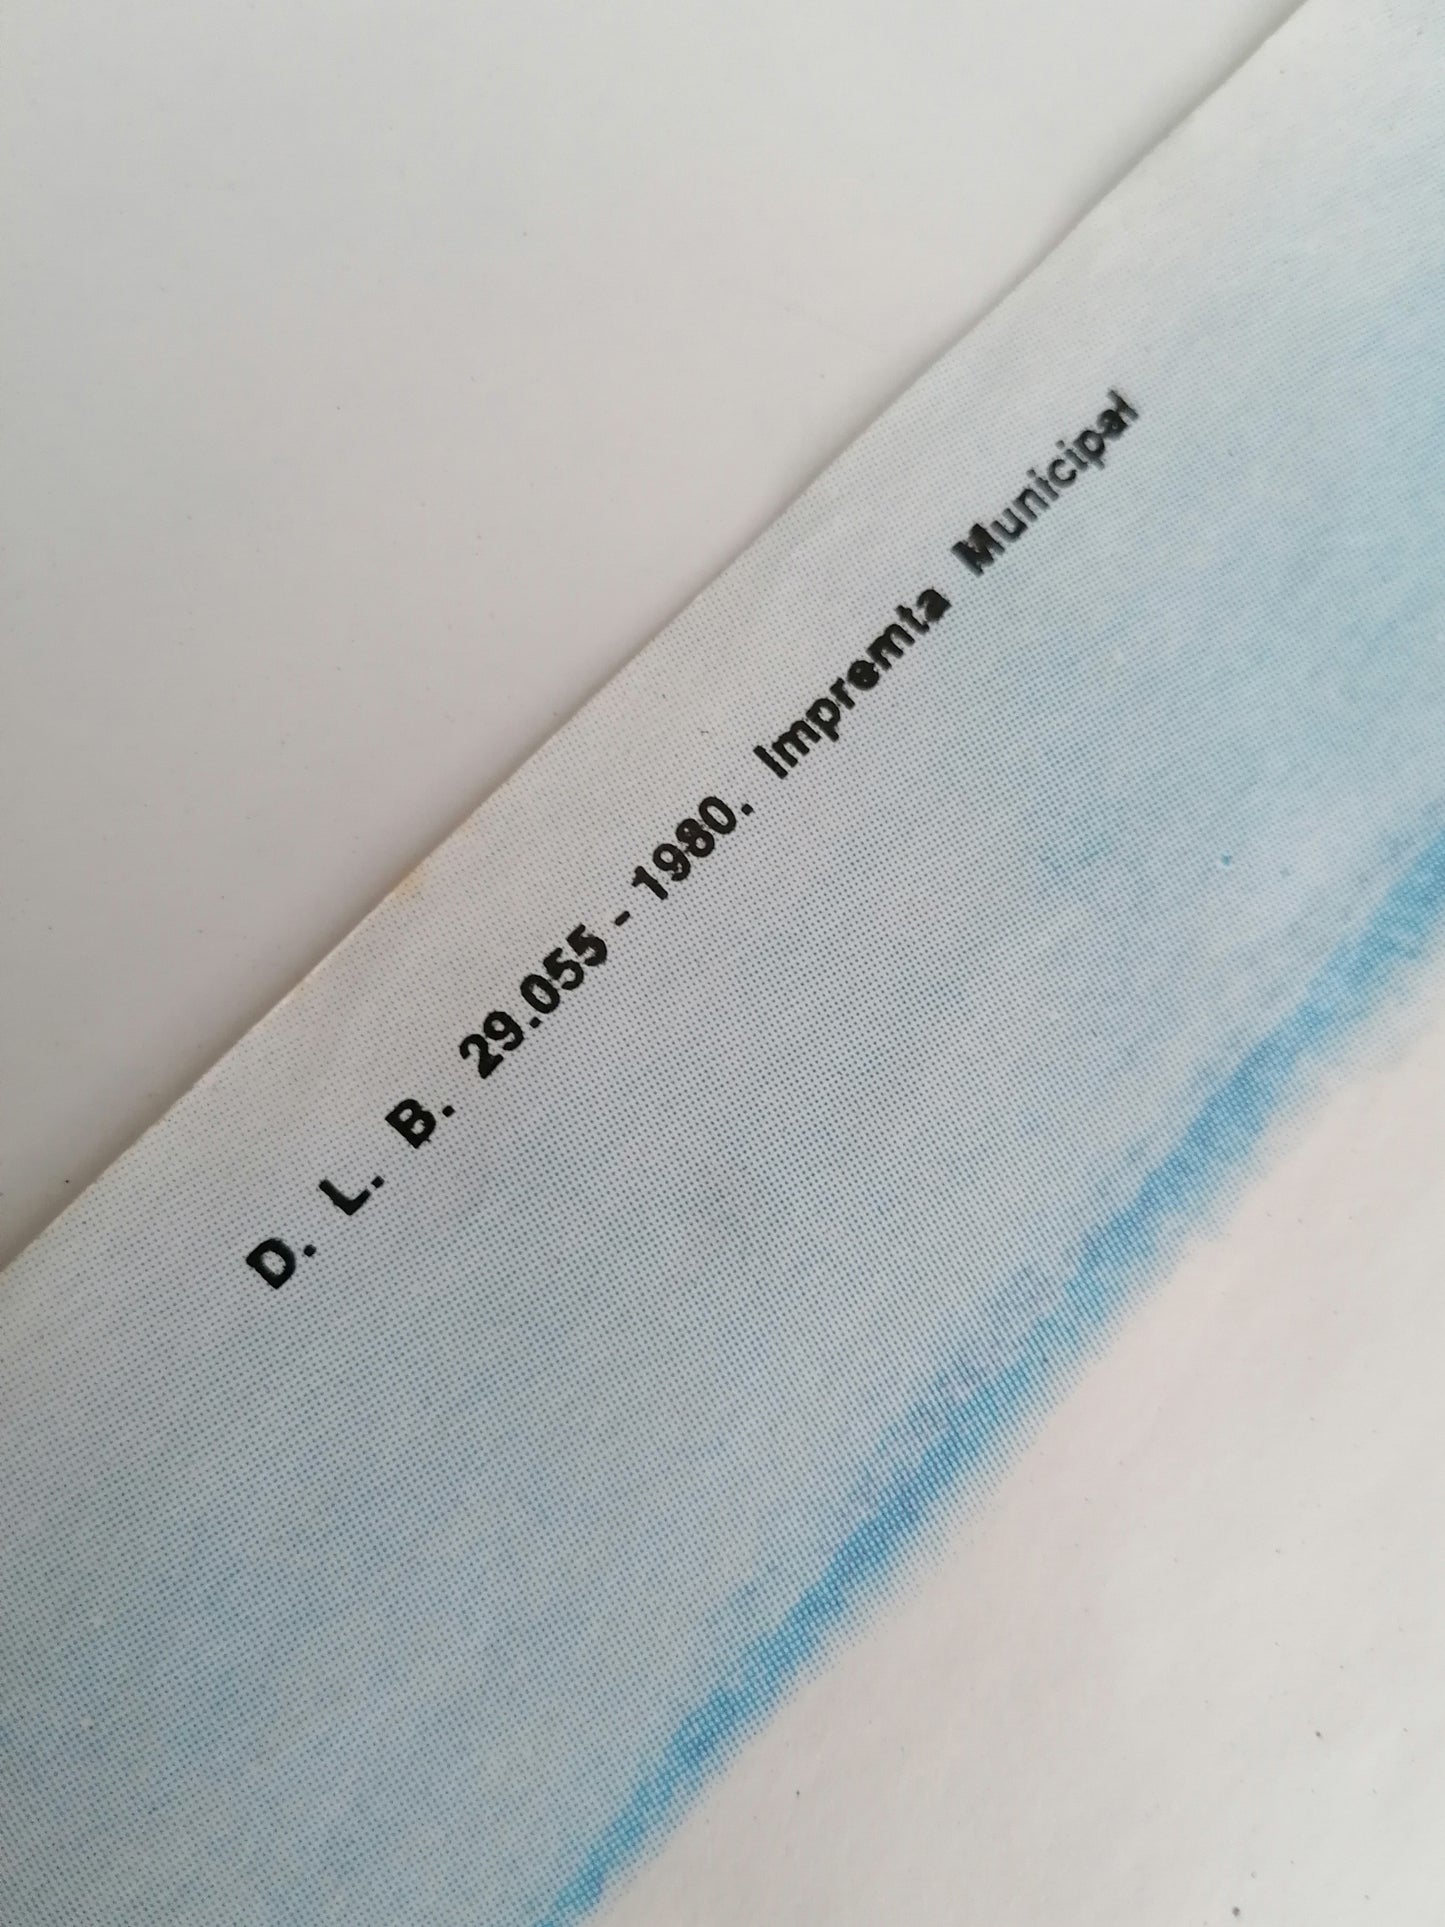 D. L. B. 29.055 - 1980. Impremta Municipal